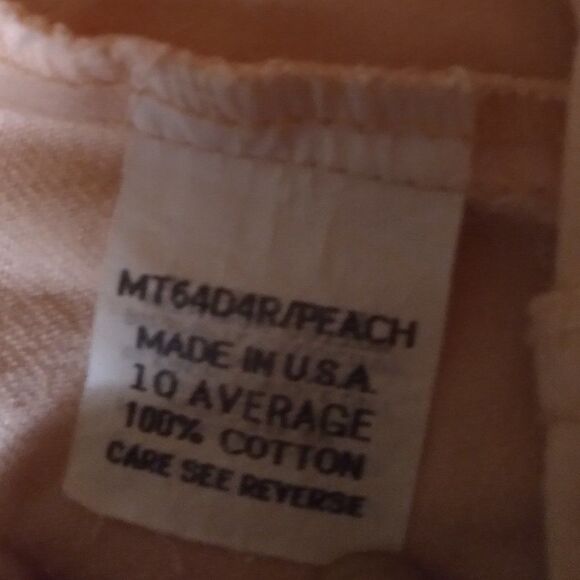 MT64D4R/PEACH
MADE IN U.S.A.
10 AVERAGE
100% COTTON
CARE SEE REVERSE